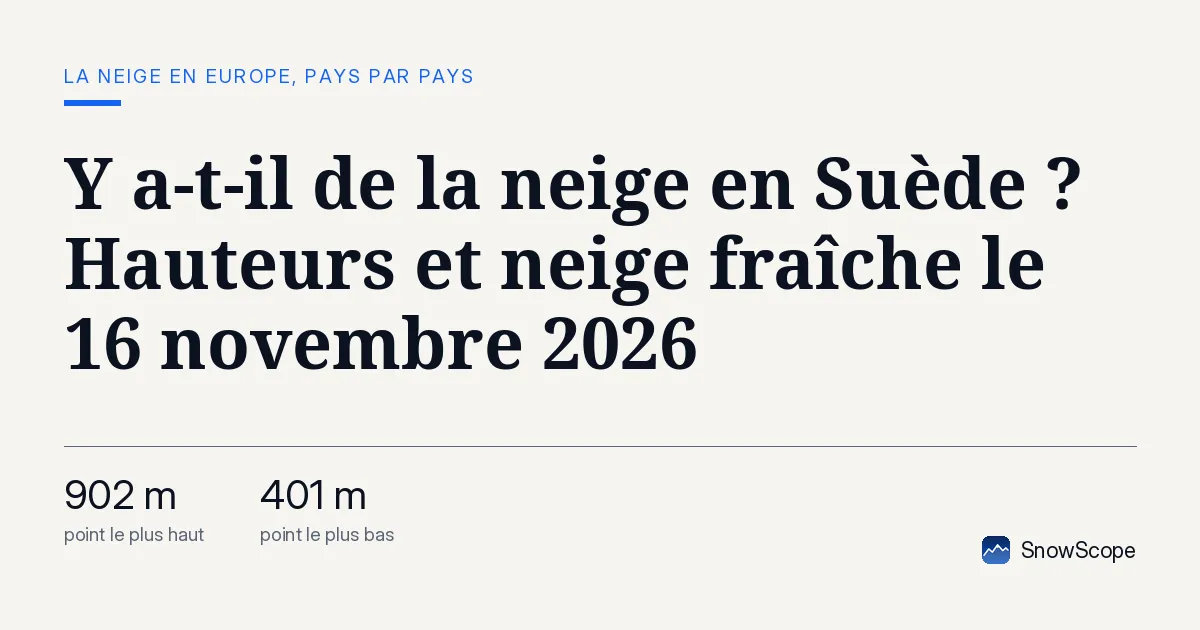 LA NEIGE EN EUROPE, PAYS PAR PAYS
Y a-t-il de la neige en Suède ?
Hauteurs et neige fraîche le
16 novembre 2026
902 m
point le plus haut
401 m
point le plus bas
SnowScope